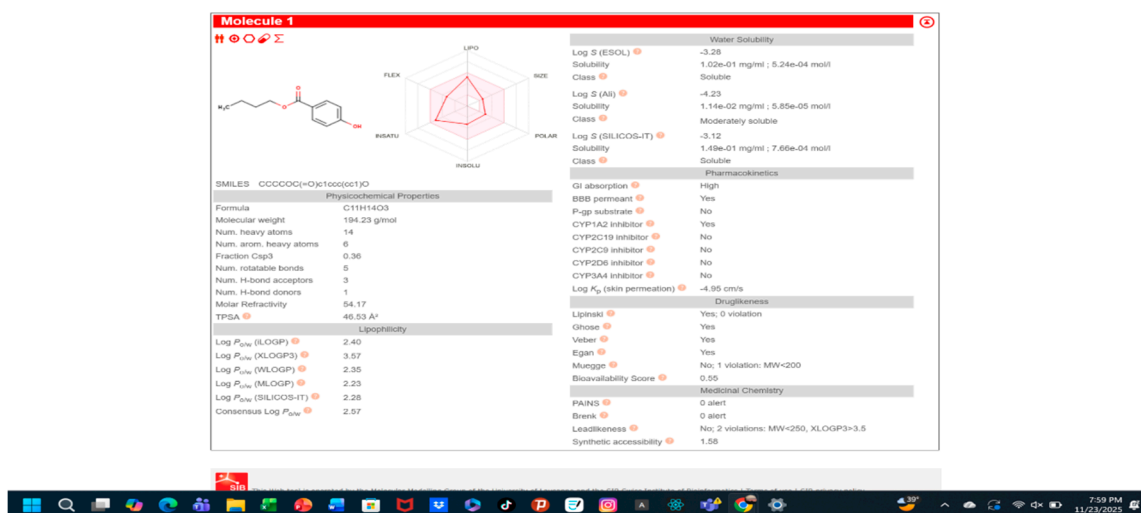 Molecule 1
LIPO
FLEX
SIZE
H₃C
O
O
OH
INSATU
POLAR
INSOLU
SMILES CCCCOC(=O)c1ccc(cc1)O
Physicochemical Properties
Formula C11H14O3
Molecular weight 194.23 g/mol
Num. heavy atoms 14
Num. arom. heavy atoms 6
Fraction Csp3 0.36
Num. rotatable bonds 5
Num. H-bond acceptors 3
Num. H-bond donors 1
Molar Refractivity 54.17
TPSA 46.53 Å²
Lipophilicity
Log Po/w (iLOGP) 2.40
Log Po/w (XLOGP3) 3.57
Log Po/w (WLOGP) 2.35
Log Po/w (MLOGP) 2.23
Log Po/w (SILICOS-IT) 2.28
Consensus Log Po/w 2.57
Water Solubility
Log S (ESOL) -3.28
Solubility 1.02e-01 mg/ml ; 5.24e-04 mol/l
Class Soluble
Log S (Ali) -4.23
Solubility 1.14e-02 mg/ml ; 5.85e-05 mol/l
Class Moderately soluble
Log S (SILICOS-IT) -3.12
Solubility 1.49e-01 mg/ml ; 7.66e-04 mol/l
Class Soluble
Pharmacokinetics
GI absorption High
BBB permeant Yes
P-gp substrate No
CYP1A2 inhibitor Yes
CYP2C19 inhibitor No
CYP2C9 inhibitor No
CYP2D6 inhibitor No
CYP3A4 inhibitor No
Log Kp (skin permeation) -4.95 cm/s
Druglikeness
Lipinski Yes; 0 violation
Ghose Yes
Veber Yes
Egan Yes
Muegge No; 1 violation: MW<200
Bioavailability Score 0.55
Medicinal Chemistry
PAINS 0 alert
Brenk 0 alert
Leadlikeness No; 2 violations: MW<250, XLOGP3>3.5
Synthetic accessibility 1.58
SIB
39°
7:59 PM
11/23/2025